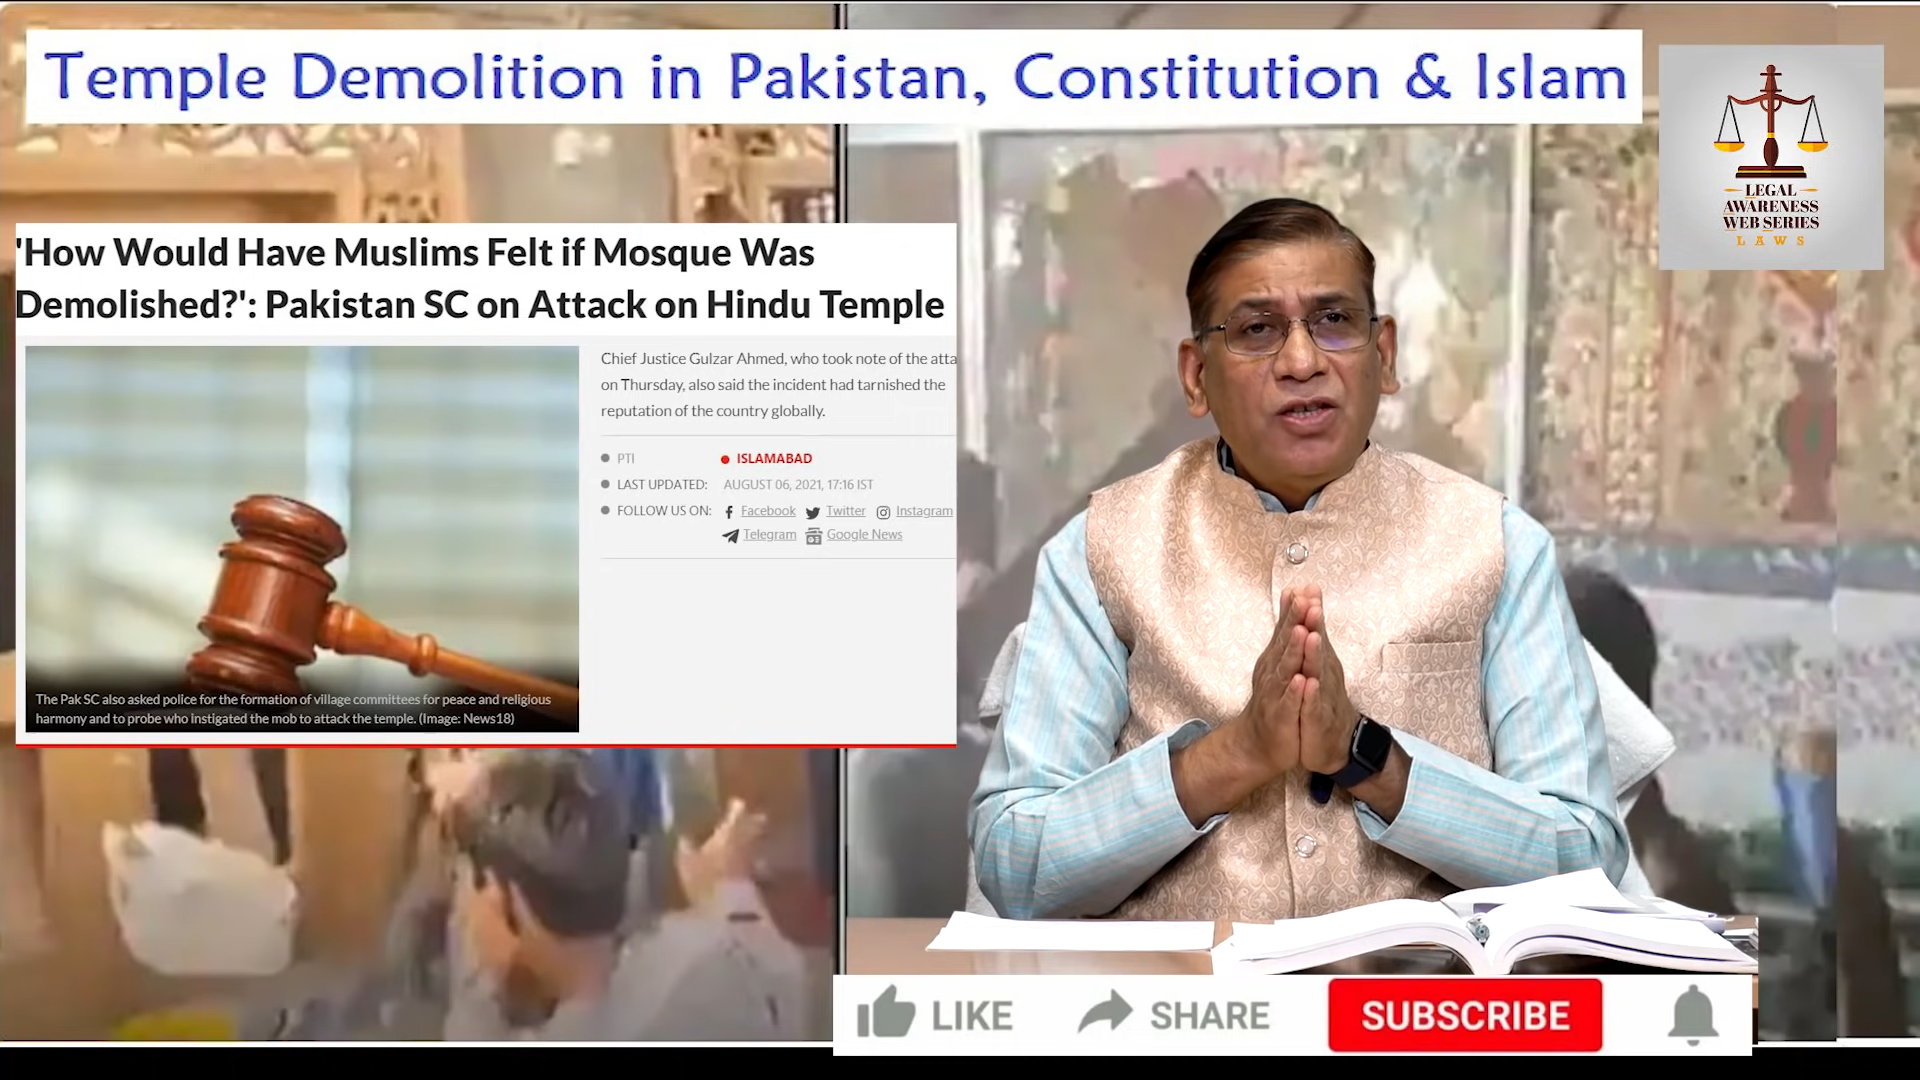 Temple Demolition in Pakistan, Constitution & Islam
LEGAL
AWARENESS
WEB SERIES
LAWS
'How Would Have Muslims Felt if Mosque Was
Demolished?': Pakistan SC on Attack on Hindu Temple
Chief Justice Gulzar Ahmed, who took note of the atta
on Thursday, also said the incident had tarnished the
reputation of the country globally.
PTI ISLAMABAD
LAST UPDATED: AUGUST 06, 2021, 17:16 IST
FOLLOW US ON: Facebook Twitter Instagram
Telegram Google News
The Pak SC also asked police for the formation of village committees for peace and religious
harmony and to probe who instigated the mob to attack the temple. (Image: News18)
LIKE SHARE SUBSCRIBE